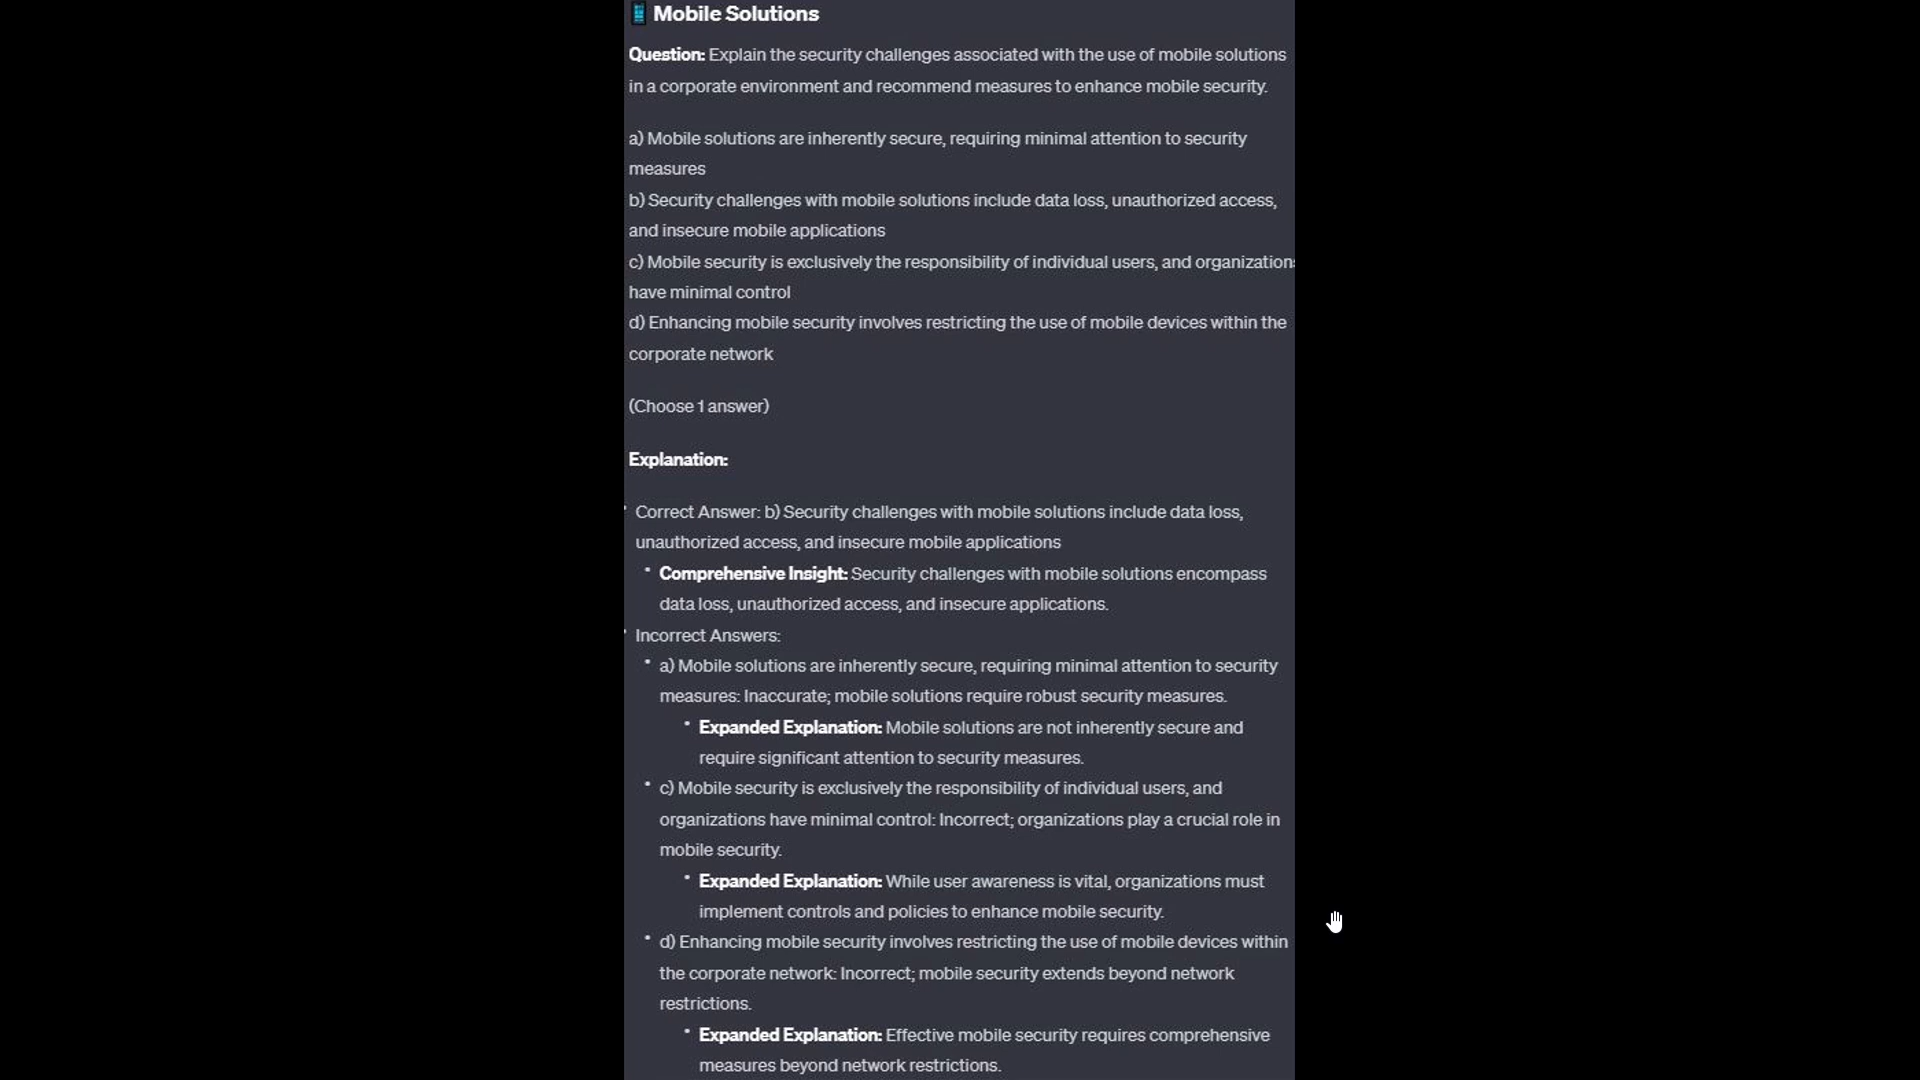 Mobile Solutions
Question: Explain the security challenges associated with the use of mobile solutions
in a corporate environment and recommend measures to enhance mobile security.
a) Mobile solutions are inherently secure, requiring minimal attention to security
measures
b) Security challenges with mobile solutions include data loss, unauthorized access,
and insecure mobile applications
c) Mobile security is exclusively the responsibility of individual users, and organizations
have minimal control
d) Enhancing mobile security involves restricting the use of mobile devices within the
corporate network
(Choose 1 answer)
Explanation:
Correct Answer: b) Security challenges with mobile solutions include data loss,
unauthorized access, and insecure mobile applications
• Comprehensive Insight: Security challenges with mobile solutions encompass
data loss, unauthorized access, and insecure applications.
Incorrect Answers:
• a) Mobile solutions are inherently secure, requiring minimal attention to security
measures: Inaccurate; mobile solutions require robust security measures.
• Expanded Explanation: Mobile solutions are not inherently secure and
require significant attention to security measures.
• c) Mobile security is exclusively the responsibility of individual users, and
organizations have minimal control: Incorrect; organizations play a crucial role in
mobile security.
• Expanded Explanation: While user awareness is vital, organizations must
implement controls and policies to enhance mobile security.
• d) Enhancing mobile security involves restricting the use of mobile devices within
the corporate network: Incorrect; mobile security extends beyond network
restrictions.
• Expanded Explanation: Effective mobile security requires comprehensive
measures beyond network restrictions.